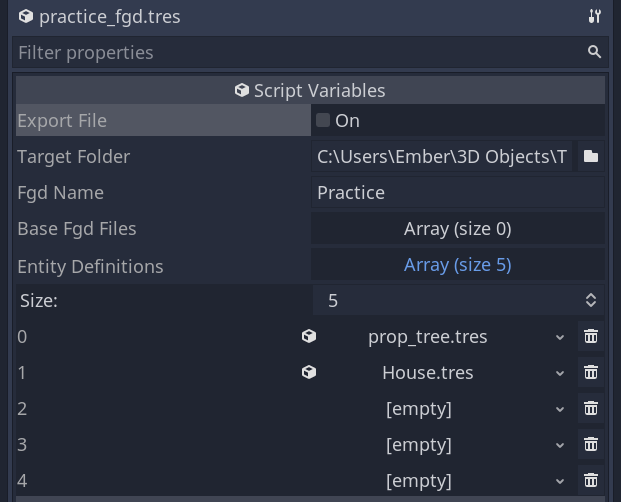 practice_fgd.tres
Filter properties
Script Variables
Export File On
Target Folder C:\Users\Ember\3D Objects\T
Fgd Name Practice
Base Fgd Files Array (size 0)
Entity Definitions Array (size 5)
Size: 5
0 prop_tree.tres
1 House.tres
2 [empty]
3 [empty]
4 [empty]